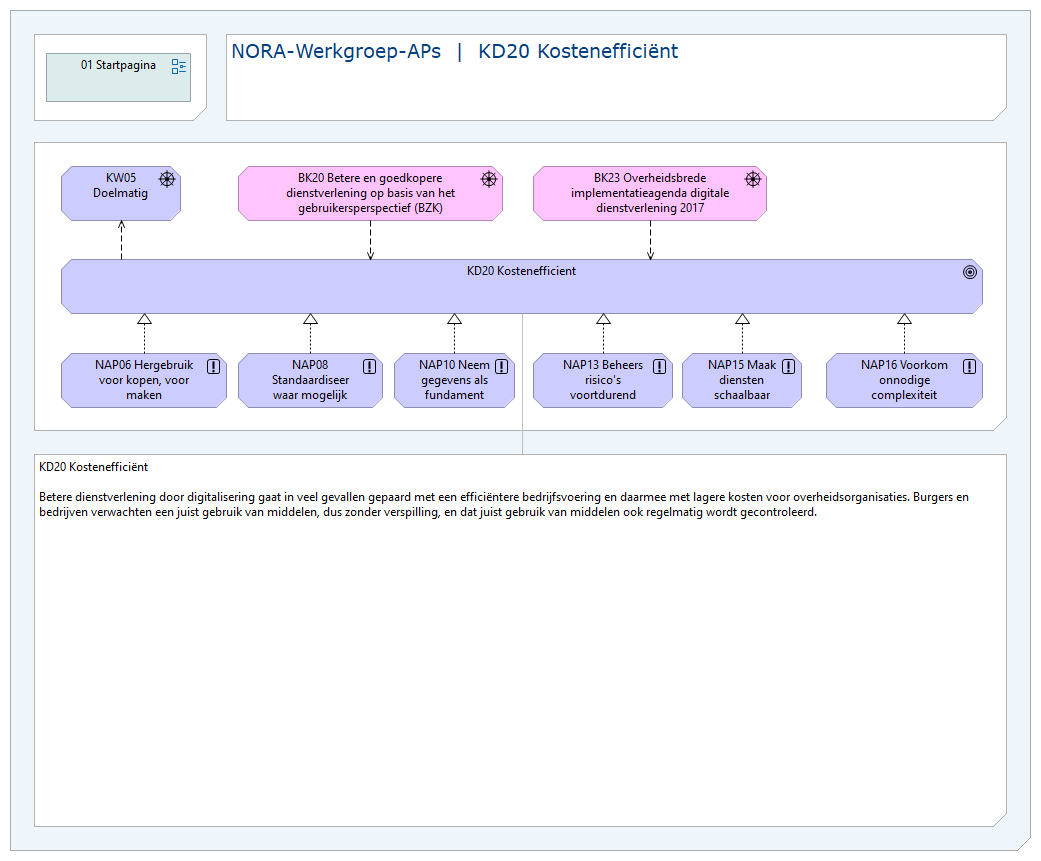 01 Startpagina
NORA-Werkgroep-APs | KD20 Kostenefficiënt
KW05
Doelmatig
BK20 Betere en goedkopere
dienstverlening op basis van het
gebruikersperspectief (BZK)
BK23 Overheidsbrede
implementatieagenda digitale
dienstverlening 2017
KD20 Kostenefficient
NAP06 Hergebruik
voor kopen, voor
maken
NAP08
Standaardiseer
waar mogelijk
NAP10 Neem
gegevens als
fundament
NAP13 Beheers
risico's
voortdurend
NAP15 Maak
diensten
schaalbaar
NAP16 Voorkom
onnodige
complexiteit
KD20 Kostenefficiënt
Betere dienstverlening door digitalisering gaat in veel gevallen gepaard met een efficiëntere bedrijfsvoering en daarmee met lagere kosten voor overheidsorganisaties. Burgers en
bedrijven verwachten een juist gebruik van middelen, dus zonder verspilling, en dat juist gebruik van middelen ook regelmatig wordt gecontroleerd.